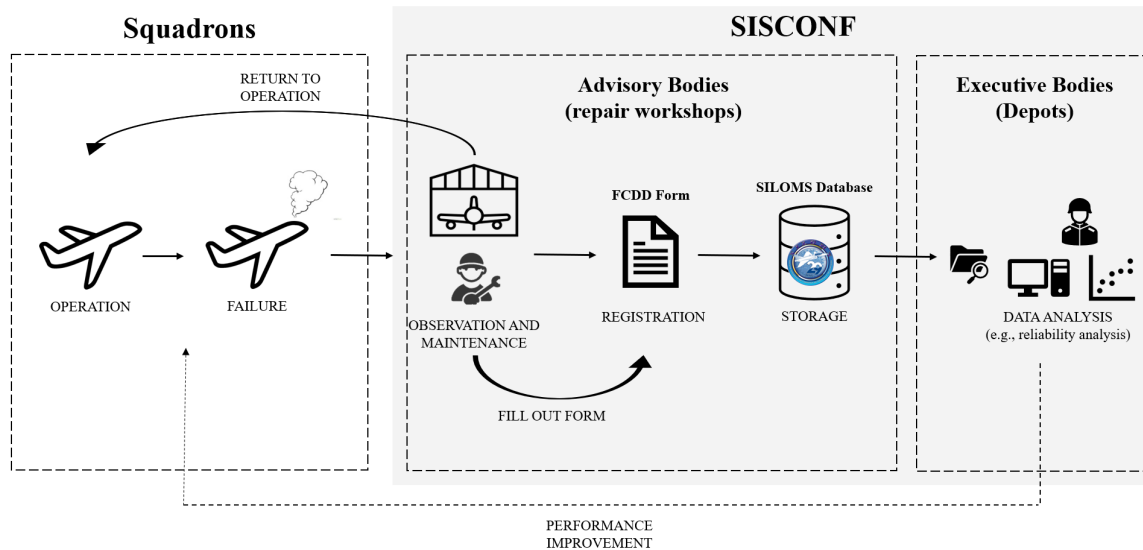 Squadrons
SISCONF
RETURN TO
OPERATION
Advisory Bodies
(repair workshops)
Executive Bodies
(Depots)
FCDD Form
SILOMS Database
OPERATION
FAILURE
OBSERVATION AND
MAINTENANCE
REGISTRATION
STORAGE
DATA ANALYSIS
(e.g., reliability analysis)
FILL OUT FORM
PERFORMANCE
IMPROVEMENT